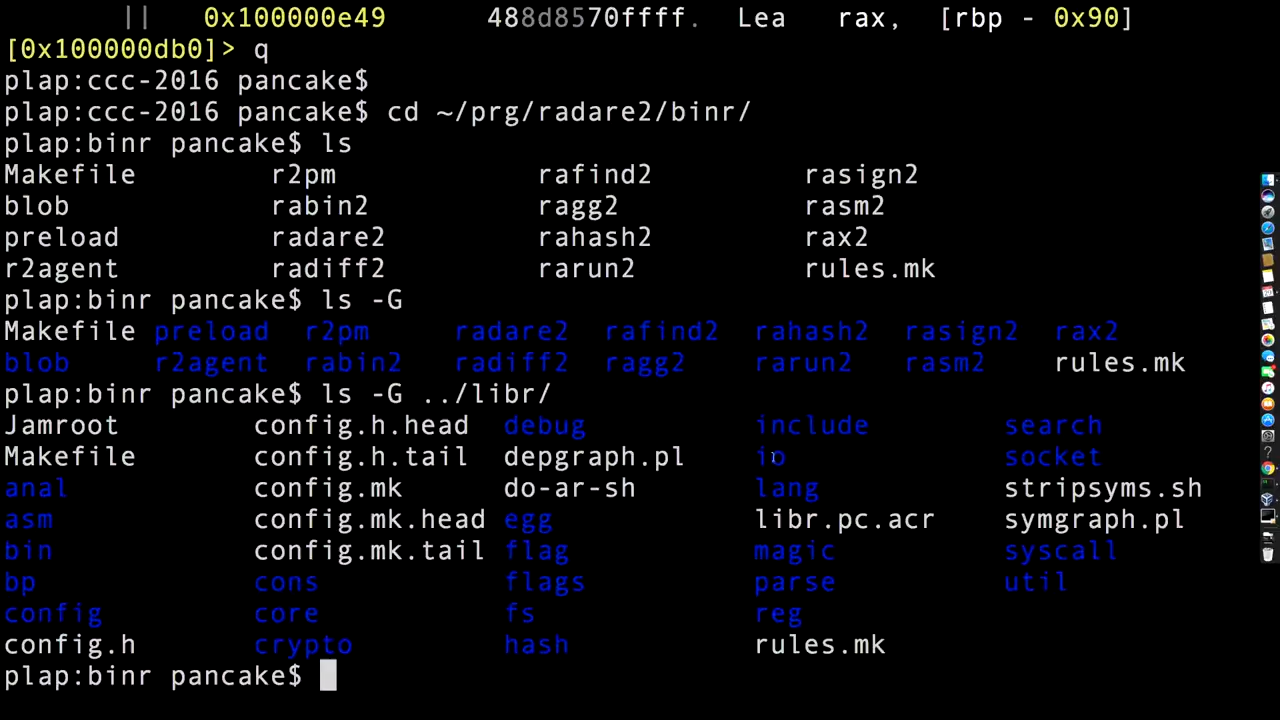 || 0x100000e49 488d8570ffff. Lea rax, [rbp - 0x90]
[0x100000db0]> q
plap:ccc-2016 pancake$
plap:ccc-2016 pancake$ cd ~/prg/radare2/binr/
plap:binr pancake$ ls
Makefile r2pm rafind2 rasign2
blob rabin2 ragg2 rasm2
preload radare2 rahash2 rax2
r2agent radiff2 rarun2 rules.mk
plap:binr pancake$ ls -G
Makefile preload r2pm radare2 rafind2 rahash2 rasign2 rax2
blob r2agent rabin2 radiff2 ragg2 rarun2 rasm2 rules.mk
plap:binr pancake$ ls -G ../libr/
Jamroot config.h.head debug include search
Makefile config.h.tail depgraph.pl io socket
anal config.mk do-ar-sh lang stripsyms.sh
asm config.mk.head egg libr.pc.acr symgraph.pl
bin config.mk.tail flag magic syscall
bp cons flags parse util
config core fs reg
config.h crypto hash rules.mk
plap:binr pancake$